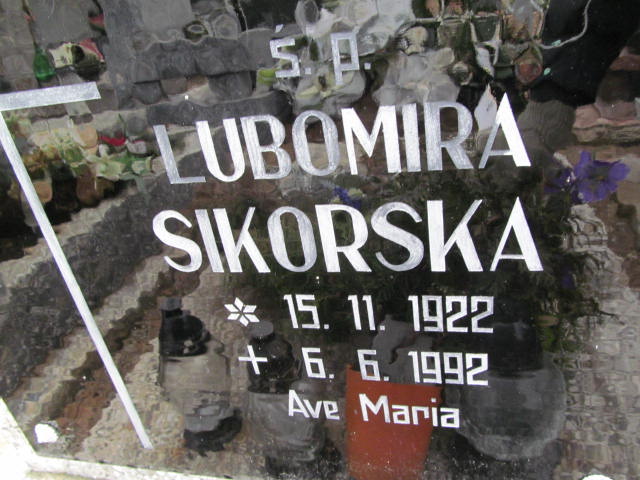 ś. p.
LUBOMIRA
SIKORSKA
* 15. 11. 1922
+ 6. 6. 1992
Ave Maria